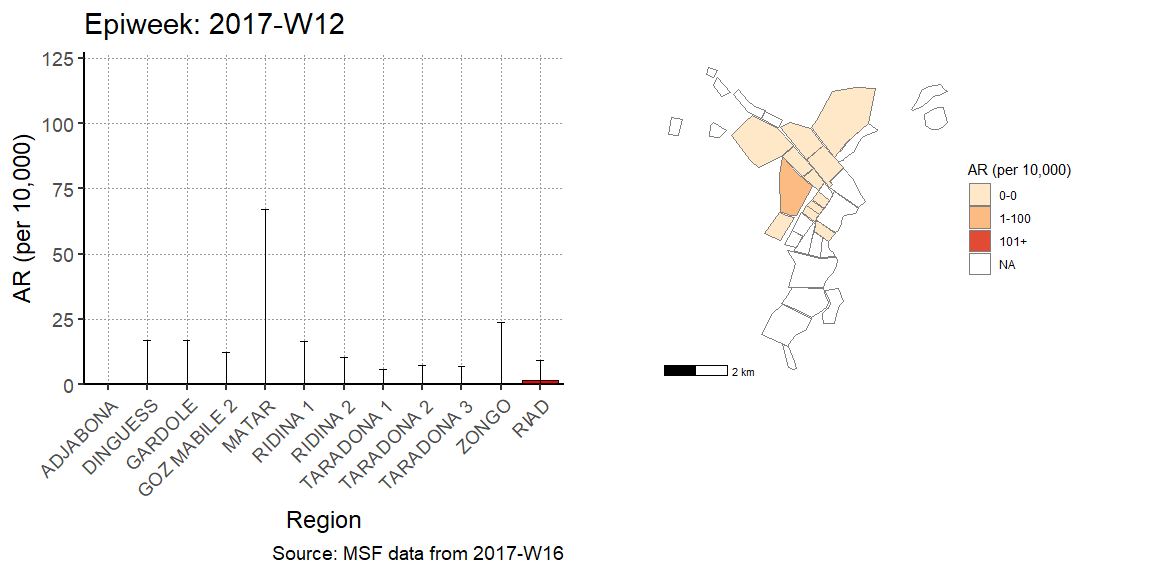 Epiweek: 2017-W12
AR (per 10,000)
125
100
75
50
25
0
ADJABONA
DINGUESS
GARDOLE
GOZ MABILE 2
MATAR
RIDINA 1
RIDINA 2
TARADONA 1
TARADONA 2
TARADONA 3
ZONGO
RIAD
Region
Source: MSF data from 2017-W16
AR (per 10,000)
0-0
1-100
101+
NA
2 km